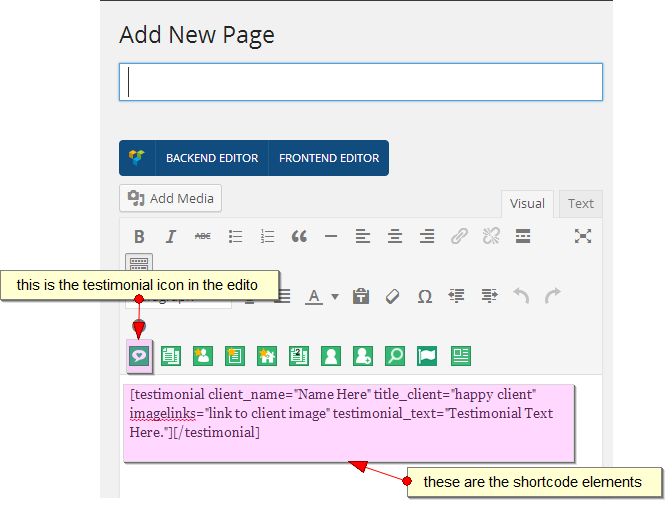 Add New Page
BACKEND EDITOR FRONTEND EDITOR
Add Media
Visual Text
B I ABC
this is the testimonial icon in the edito
A Ω
[testimonial client_name="Name Here" title_client="happy client"
imagelinks="link to client image" testimonial_text="Testimonial Text
Here."][/testimonial]
these are the shortcode elements